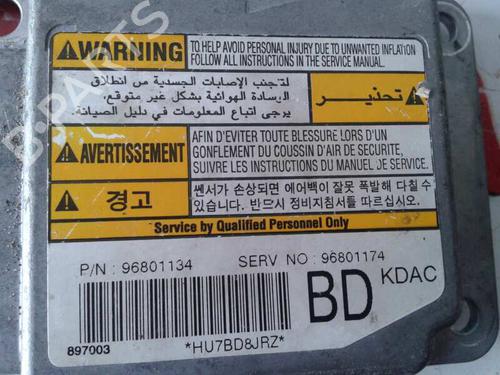 WARNING
TO HELP AVOID PERSONAL INJURY DUE TO UNWANTED INFLATION
FOLLOW ALL INSTRUCTIONS IN THE SERVICE MANUAL.
تحذير
لتجنب الإصابات الجسدية من انطلاق
الرسادة الهوائية بشكل غير متوقع,
يرجى اتباع المعلومات في دليل الصيانة.
AVERTISSEMENT
AFIN D'EVITER TOUTE BLESSURE LORS D'UN
GONFLEMENT DU COUSSIN D'AIR DE SECURITE,
SUIVRE LES INSTRUCTIONS DU MANUEL JE SERVICE.
경고
쎈서가 손상되면 에어백이 잘못 폭발해 다칠 수
있습니다. 반드시 정비지침서를 따르십시오.
Service by Qualified Personnel Only
P/N : 96801134
SERV NO : 96801174
BD KDAC
897003
*HU7BD8JRZ*
B-PARTS